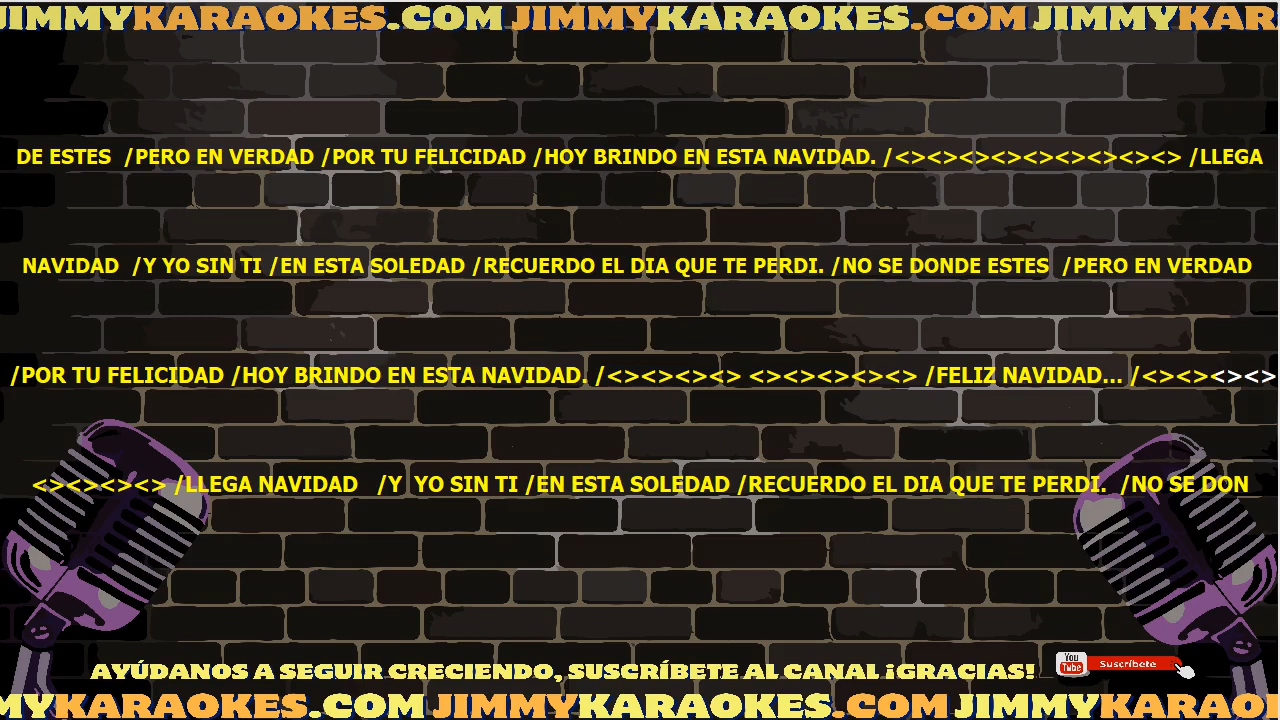 JIMMYKARAOKES.COM JIMMYKARAOKES.COM JIMMYKAR
DE ESTES /PERO EN VERDAD /POR TU FELICIDAD /HOY BRINDO EN ESTA NAVIDAD. /<><><><><><><><><> /LLEGA
NAVIDAD /Y YO SIN TI /EN ESTA SOLEDAD /RECUERDO EL DIA QUE TE PERDI. /NO SE DONDE ESTES /PERO EN VERDAD
/POR TU FELICIDAD /HOY BRINDO EN ESTA NAVIDAD. /<><><><> <><><><><> /FELIZ NAVIDAD... /<><><><>
<><><><> /LLEGA NAVIDAD /Y YO SIN TI /EN ESTA SOLEDAD /RECUERDO EL DIA QUE TE PERDI. /NO SE DON
AYÚDANOS A SEGUIR CRECIENDO, SUSCRÍBETE AL CANAL ¡GRACIAS!
You Tube Suscríbete
MYKARAOKES.COM JIMMYKARAOKES.COM JIMMYKARAO